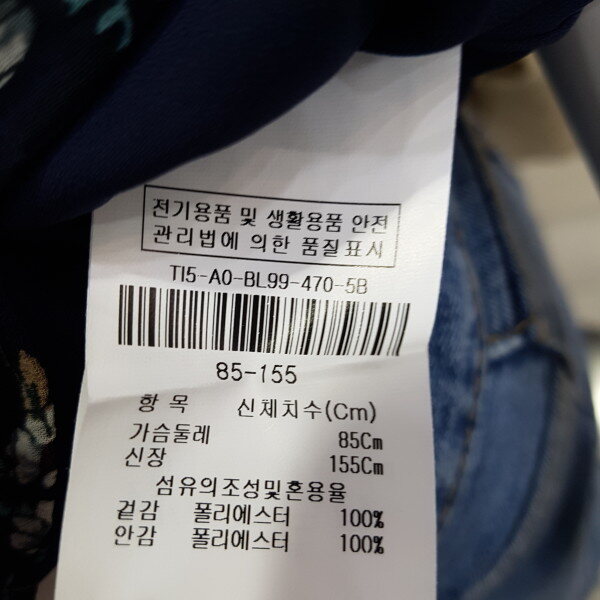 전기용품 및 생활용품 안전
관리법에 의한 품질표시
TI5-A0-BL99-470-5B
85-155
항 목 신체치수(Cm)
가슴둘레 85Cm
신장 155Cm
섬유의조성및혼용율
겉감 폴리에스터 100%
안감 폴리에스터 100%